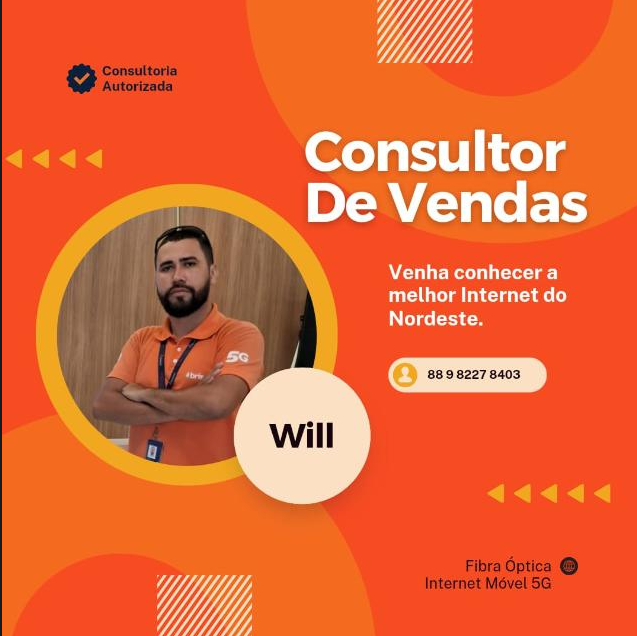 Consultoria
Autorizada
Consultor
De Vendas
Venha conhecer a
melhor Internet do
Nordeste.
88 9 8227 8403
5G
Will
Fibra Óptica
Internet Móvel 5G